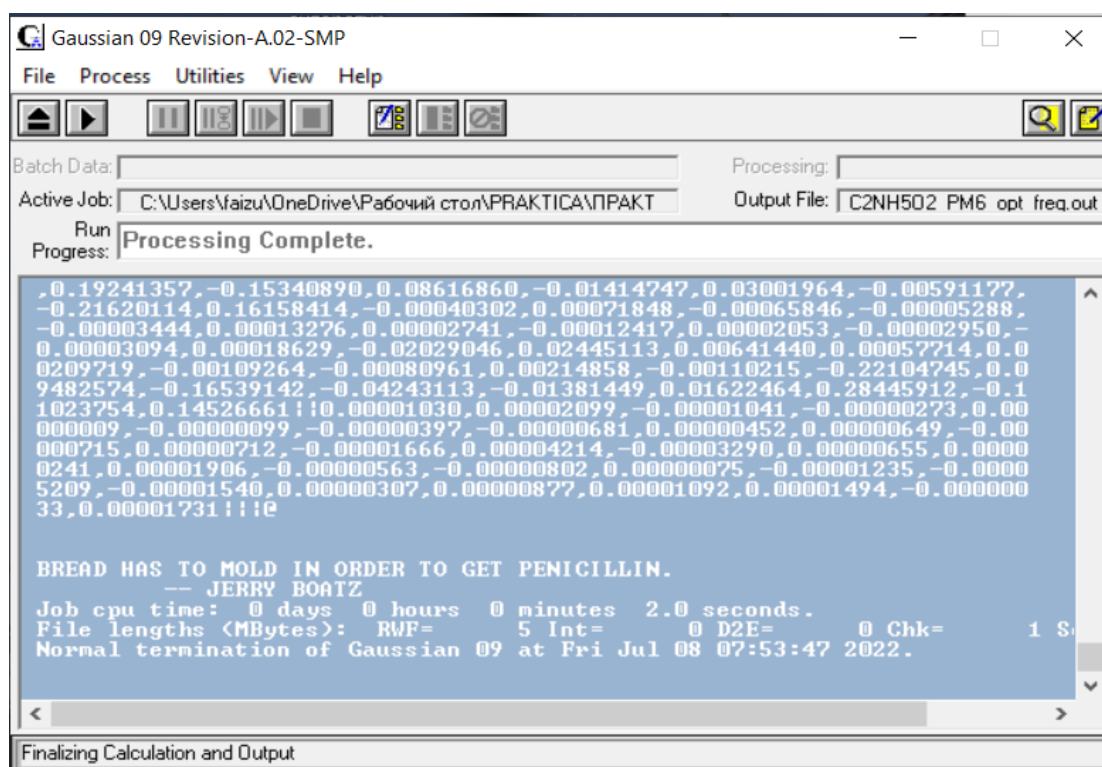 Gaussian 09 Revision-A.02-SMP
File Process Utilities View Help
Batch Data:
Processing:
Active Job: C:\Users\faizu\OneDrive\Рабочий стол\PRAKTICA\ПРАКТ
Output File: C2NH5O2_PM6_opt_freq.out
Run Progress: Processing Complete.
,0.19241357,-0.15340890,0.08616860,-0.01414747,0.03001964,-0.00591177,
-0.21620114,0.16158414,-0.00040302,0.00071848,-0.00065846,-0.00005288,
-0.00003444,0.00013276,0.00002741,-0.00012417,0.00002053,-0.00002950,-
0.00003094,0.00018629,-0.02029046,0.02445113,0.00641440,0.00057714,0.0
0209719,-0.00109264,-0.00080961,0.00214858,-0.00110215,-0.22104745,0.0
9482574,-0.16539142,-0.04243113,-0.01381449,0.01622464,0.28445912,-0.1
1023754,0.14526661||0.00001030,0.00002099,-0.00001041,-0.00000273,0.00
000009,-0.00000099,-0.00000397,-0.00000681,0.00000452,0.00000649,-0.00
000715,0.00000712,-0.00001666,0.00004214,-0.00003290,0.00000655,0.0000
0241,0.00001906,-0.00000563,-0.00000802,0.00000075,-0.00001235,-0.0000
5209,-0.00001540,0.00000307,0.00000877,0.00001092,0.00001494,-0.000000
33,0.00001731|||@
BREAD HAS TO MOLD IN ORDER TO GET PENICILLIN.
-- JERRY BOATZ
Job cpu time: 0 days 0 hours 0 minutes 2.0 seconds.
File lengths (MBytes): RWF= 5 Int= 0 D2E= 0 Chk= 1
Normal termination of Gaussian 09 at Fri Jul 08 07:53:47 2022.
Finalizing Calculation and Output